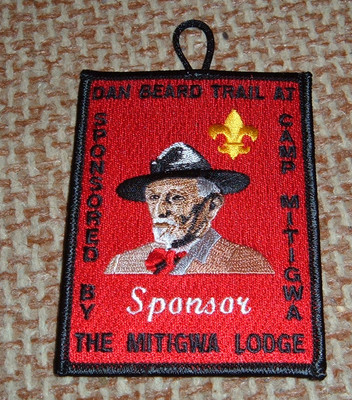 DAN BEARD TRAIL AT
CAMP MITIGWA
SPONSORED BY
THE MITIGWA LODGE
Sponsor